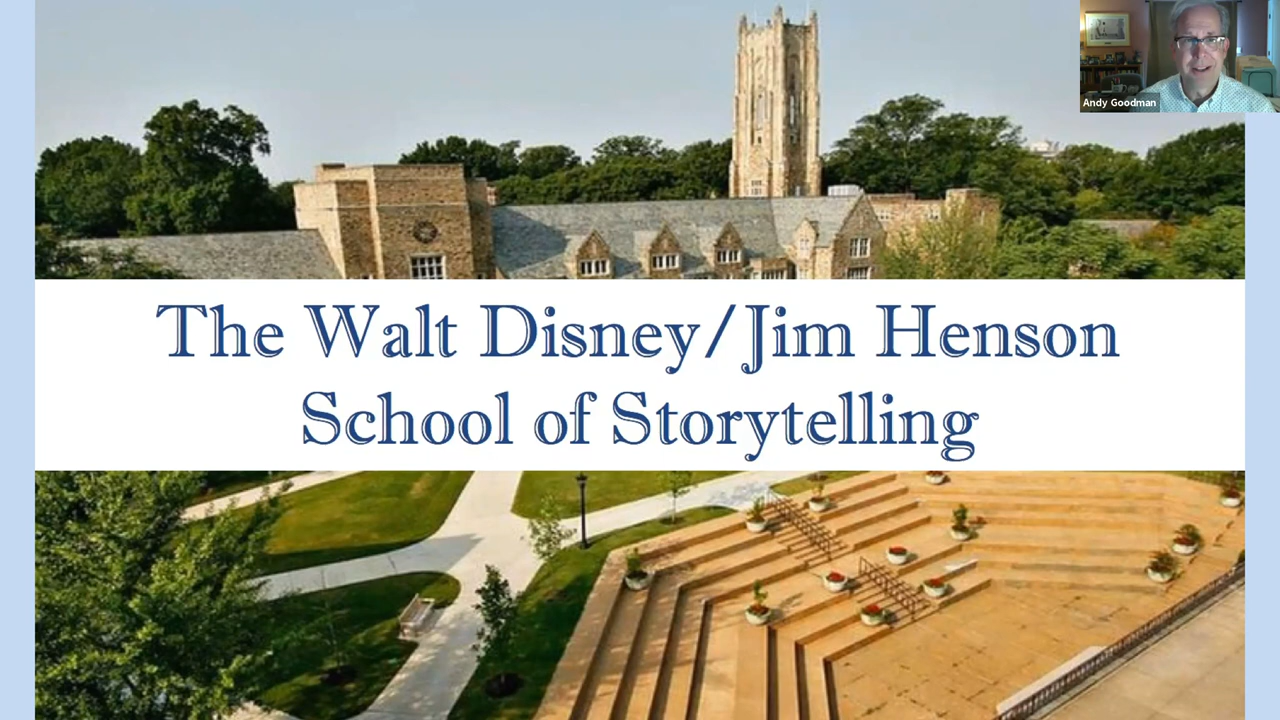 Andy Goodman
The Walt Disney/Jim Henson
School of Storytelling